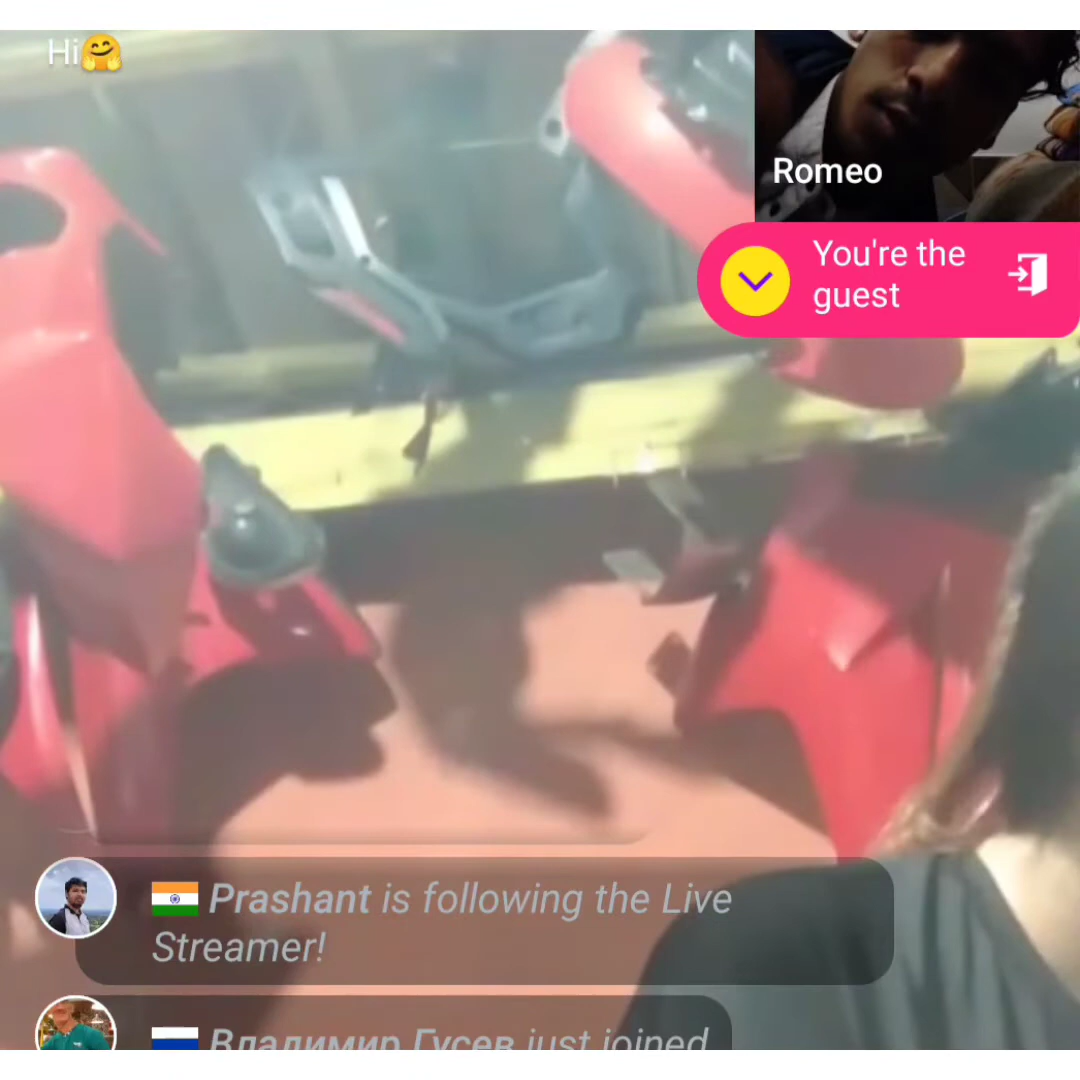 Hi🤗
Romeo
You're the
guest
Prashant is following the Live
Streamer!
Владимир Гусев just joined